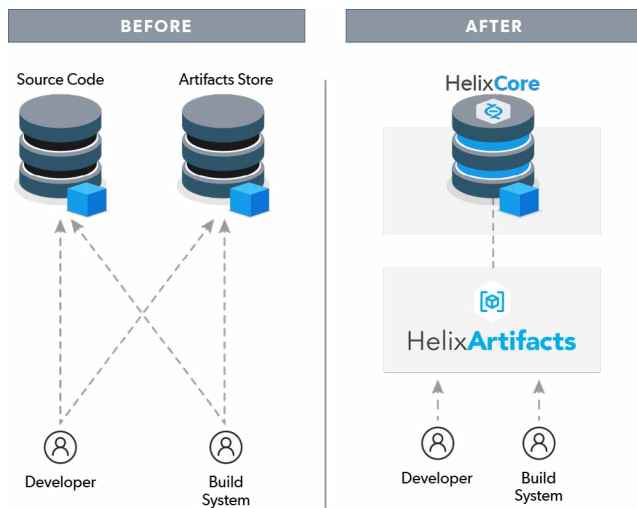 BEFORE
AFTER
Source Code
Artifacts Store
HelixCore
HelixArtifacts
Developer
Build
System
Developer
Build
System